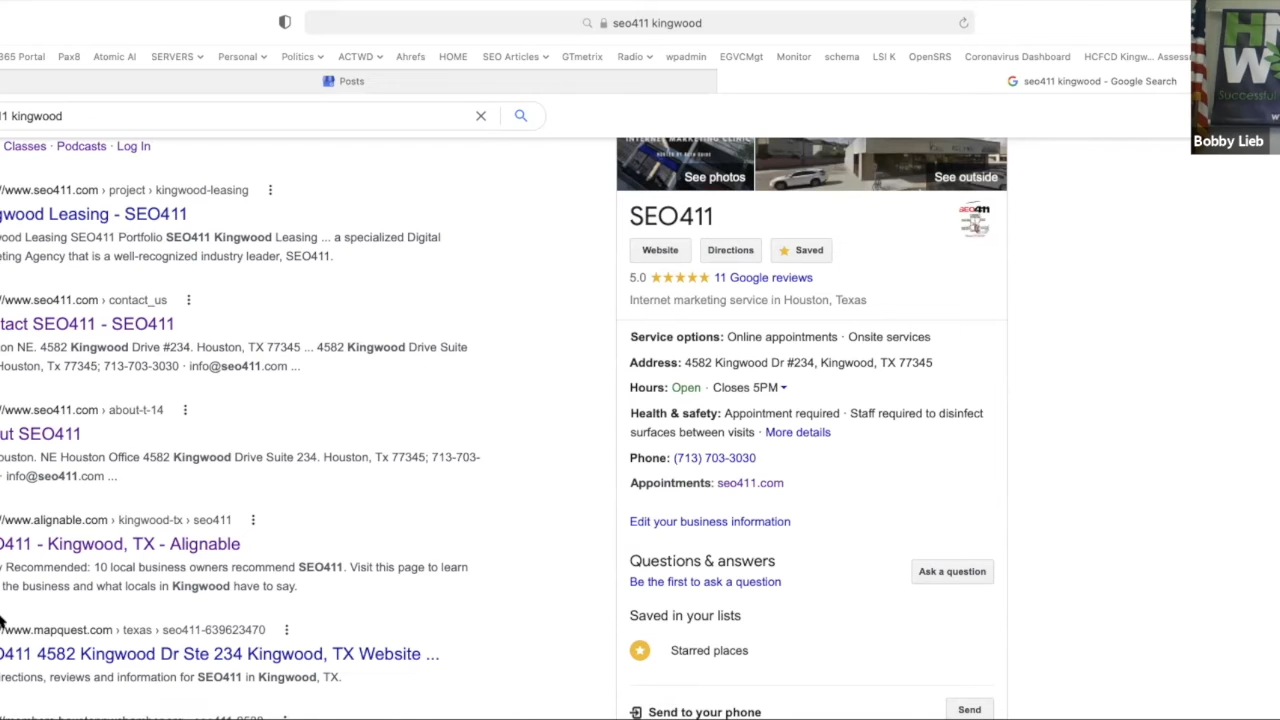 seo411 kingwood
365 Portal Pax8 Atomic AI SERVERS Personal Politics ACTWD Ahrefs HOME SEO Articles GTmetrix Radio wpadmin EGVCMgt Monitor schema LSI K OpenSRS Coronavirus Dashboard HCFCD Kingw... Assess
Posts
seo411 kingwood - Google Search
11 kingwood
Classes · Podcasts · Log In
//www.seo411.com › project › kingwood-leasing
gwood Leasing - SEO411
wood Leasing SEO411 Portfolio SEO411 Kingwood Leasing ... a specialized Digital
eting Agency that is a well-recognized industry leader, SEO411.
//www.seo411.com › contact_us
tact SEO411 - SEO411
on NE. 4582 Kingwood Drive #234. Houston, TX 77345 ... 4582 Kingwood Drive Suite
Houston, Tx 77345; 713-703-3030 · info@seo411.com ...
//www.seo411.com › about-t-14
ut SEO411
ouston. NE Houston Office 4582 Kingwood Drive Suite 234. Houston, Tx 77345; 713-703-
· info@seo411.com ...
//www.alignable.com › kingwood-tx › seo411
O411 - Kingwood, TX - Alignable
y Recommended: 10 local business owners recommend SEO411. Visit this page to learn
the business and what locals in Kingwood have to say.
/www.mapquest.com › texas › seo411-639623470
O411 4582 Kingwood Dr Ste 234 Kingwood, TX Website ...
irections, reviews and information for SEO411 in Kingwood, TX.
INTERNET MARKETING CLINIC
See photos
See outside
SEO411
SEO411
Website Directions Saved
5.0 ★★★★★ 11 Google reviews
Internet marketing service in Houston, Texas
Service options: Online appointments · Onsite services
Address: 4582 Kingwood Dr #234, Kingwood, TX 77345
Hours: Open · Closes 5PM
Health & safety: Appointment required · Staff required to disinfect
surfaces between visits · More details
Phone: (713) 703-3030
Appointments: seo411.com
Edit your business information
Questions & answers
Be the first to ask a question
Ask a question
Saved in your lists
Starred places
Send to your phone
Send
Successful
Bobby Lieb